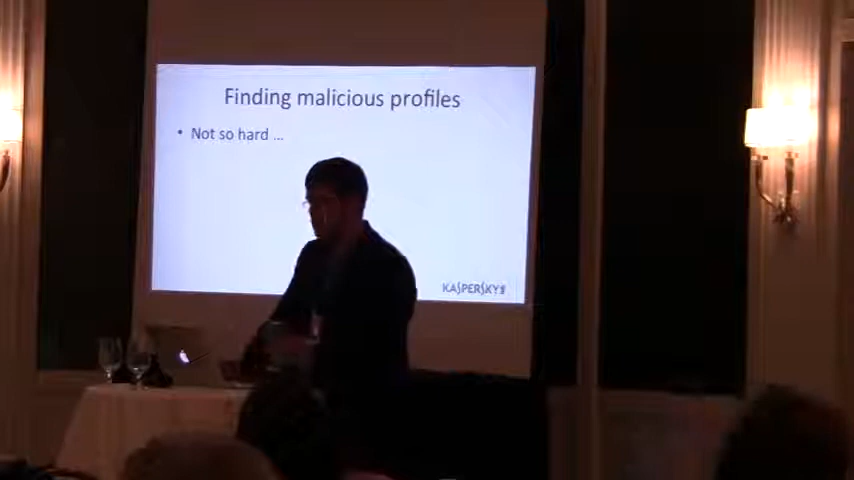 Finding malicious profiles
• Not so hard ...
KASPERSKY